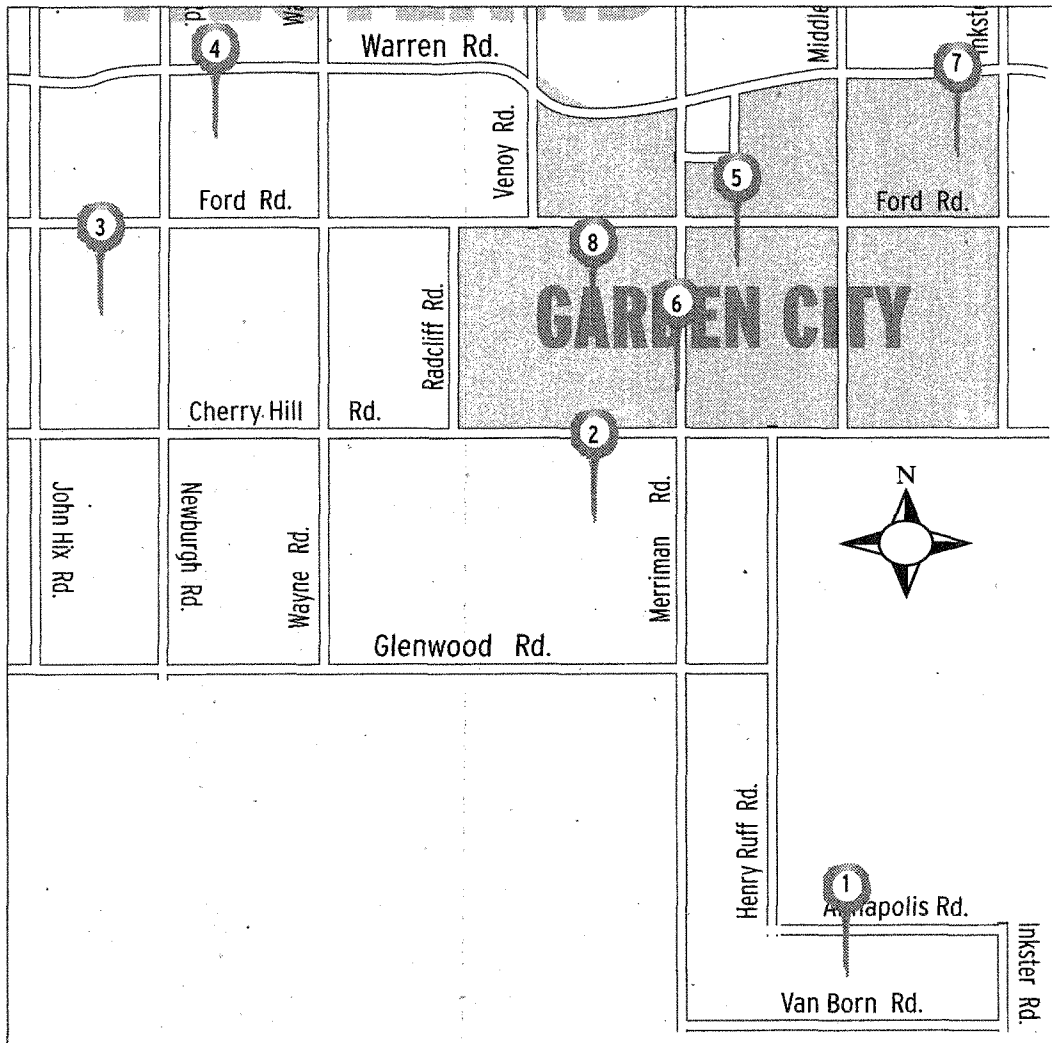 Rd.
4
Warren Rd.
Middle
Inkste
7
Venoy Rd.
5
Ford Rd.
Ford Rd.
3
8
GARDEN CITY
6
Radcliff Rd.
Cherry Hill Rd.
2
John Hix Rd.
Newburgh Rd.
Wayne Rd.
Merriman Rd.
N
Glenwood Rd.
Henry Ruff Rd.
1
Annapolis Rd.
Inkster Rd.
Van Born Rd.